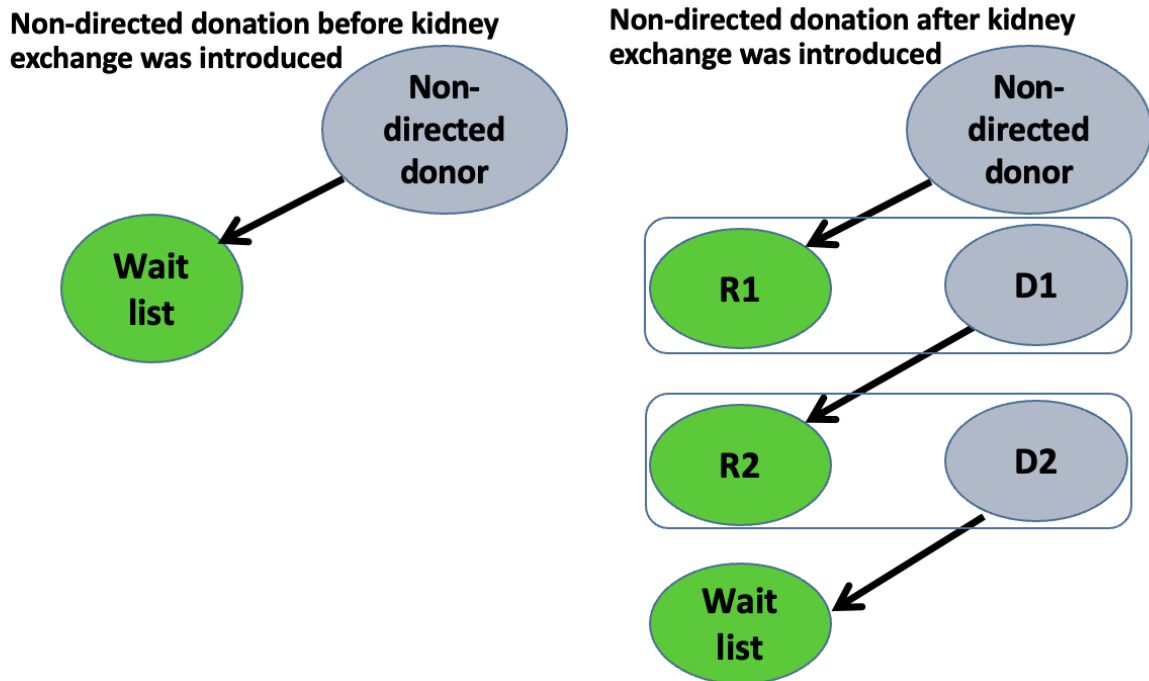 Non-directed donation before kidney
exchange was introduced
Non-
directed
donor
Wait
list
Non-directed donation after kidney
exchange was introduced
Non-
directed
donor
R1
D1
R2
D2
Wait
list